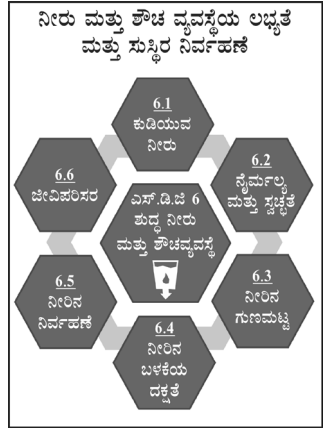 ನೀರು ಮತ್ತು ಶೌಚ ವ್ಯವಸ್ಥೆಯ ಲಭ್ಯತೆ
ಮತ್ತು ಸುಸ್ಥಿರ ನಿರ್ವಹಣೆ
6.1
ಕುಡಿಯುವ
ನೀರು
6.2
ನೈರ್ಮಲ್ಯ
ಮತ್ತು ಸ್ವಚ್ಛತೆ
6.3
ನೀರಿನ
ಗುಣಮಟ್ಟ
6.4
ನೀರಿನ
ಬಳಕೆಯ
ದಕ್ಷತೆ
6.5
ನೀರಿನ
ನಿರ್ವಹಣೆ
6.6
ಜೀವಿಪರಿಸರ
ಎಸ್.ಡಿ.ಜಿ 6
ಶುದ್ಧ ನೀರು
ಮತ್ತು ಶೌಚವ್ಯವಸ್ಥೆ